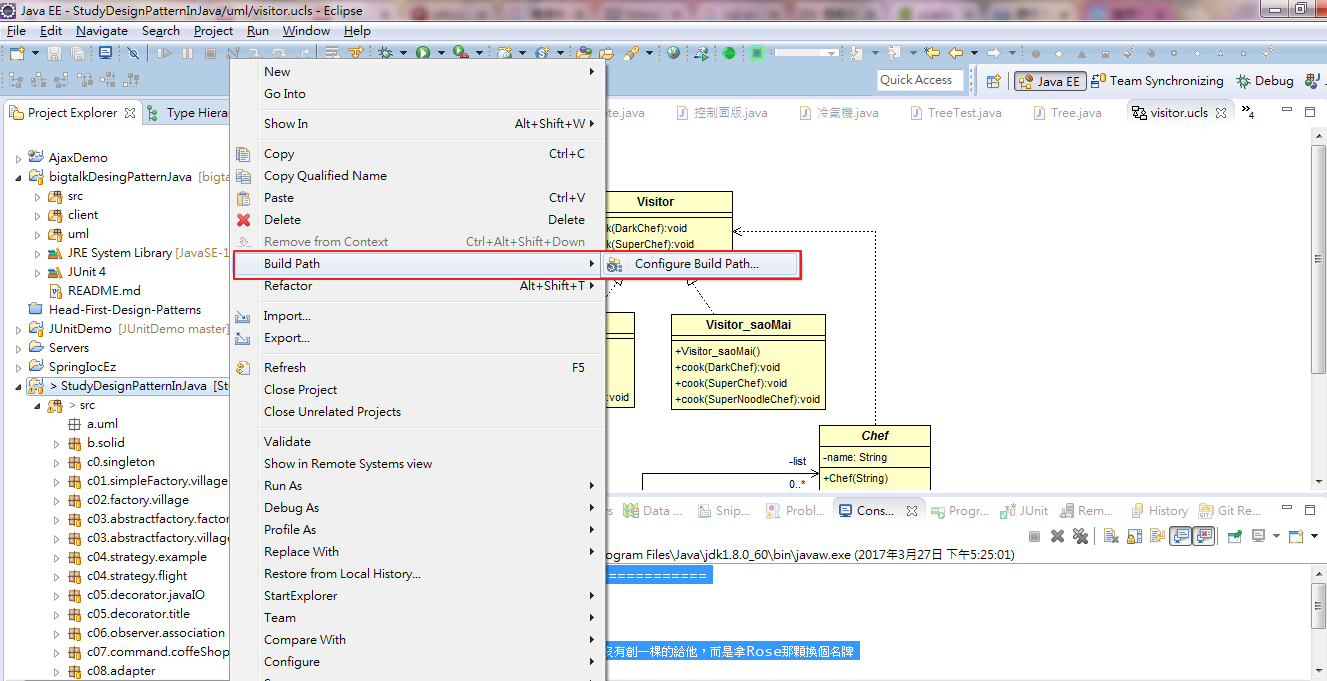 Java EE - StudyDesignPatternInJava/uml/visitor.ucls - Eclipse
File Edit Navigate Search Project Run Window Help
Quick Access
Java EE
Team Synchronizing
Debug
Project Explorer
Type Hiera
AjaxDemo
bigtalkDesingPatternJava [bigta
src
client
uml
JRE System Library [JavaSE-1
JUnit 4
README.md
Head-First-Design-Patterns
JUnitDemo [JUnitDemo master]
Servers
SpringIocEz
> StudyDesignPatternInJava [St
> src
a.uml
b.solid
c0.singleton
c01.simpleFactory.village
c02.factory.village
c03.abstractfactory.factor
c03.abstractfactory.village
c04.strategy.example
c04.strategy.flight
c05.decorator.javaIO
c05.decorator.title
c06.observer.association
c07.command.coffeShop
c08.adapter
New
Go Into
Show In Alt+Shift+W
Copy Ctrl+C
Copy Qualified Name
Paste Ctrl+V
Delete Delete
Remove from Context Ctrl+Alt+Shift+Down
Build Path
Configure Build Path...
Refactor Alt+Shift+T
Import...
Export...
Refresh F5
Close Project
Close Unrelated Projects
Validate
Show in Remote Systems view
Run As
Debug As
Profile As
Replace With
Restore from Local History...
StartExplorer
Team
Compare With
Configure
te.java
控制面版.java
冷氣機.java
TreeTest.java
Tree.java
visitor.ucls
4
Visitor
k(DarkChef):void
k(SuperChef):void
:void
Visitor_saoMai
+Visitor_saoMai()
+cook(DarkChef):void
+cook(SuperChef):void
+cook(SuperNoodleChef):void
Chef
-name: String
+Chef(String)
-list
0..*
s
Data ...
Snip...
Probl...
Cons...
Progr...
JUnit
Rem...
History
Git Re...
ogram Files\Java\jdk1.8.0_60\bin\javaw.exe (2017年3月27日 下午5:25:01)
============
沒有創一棵的給他，而是拿Rose那顆換個名牌